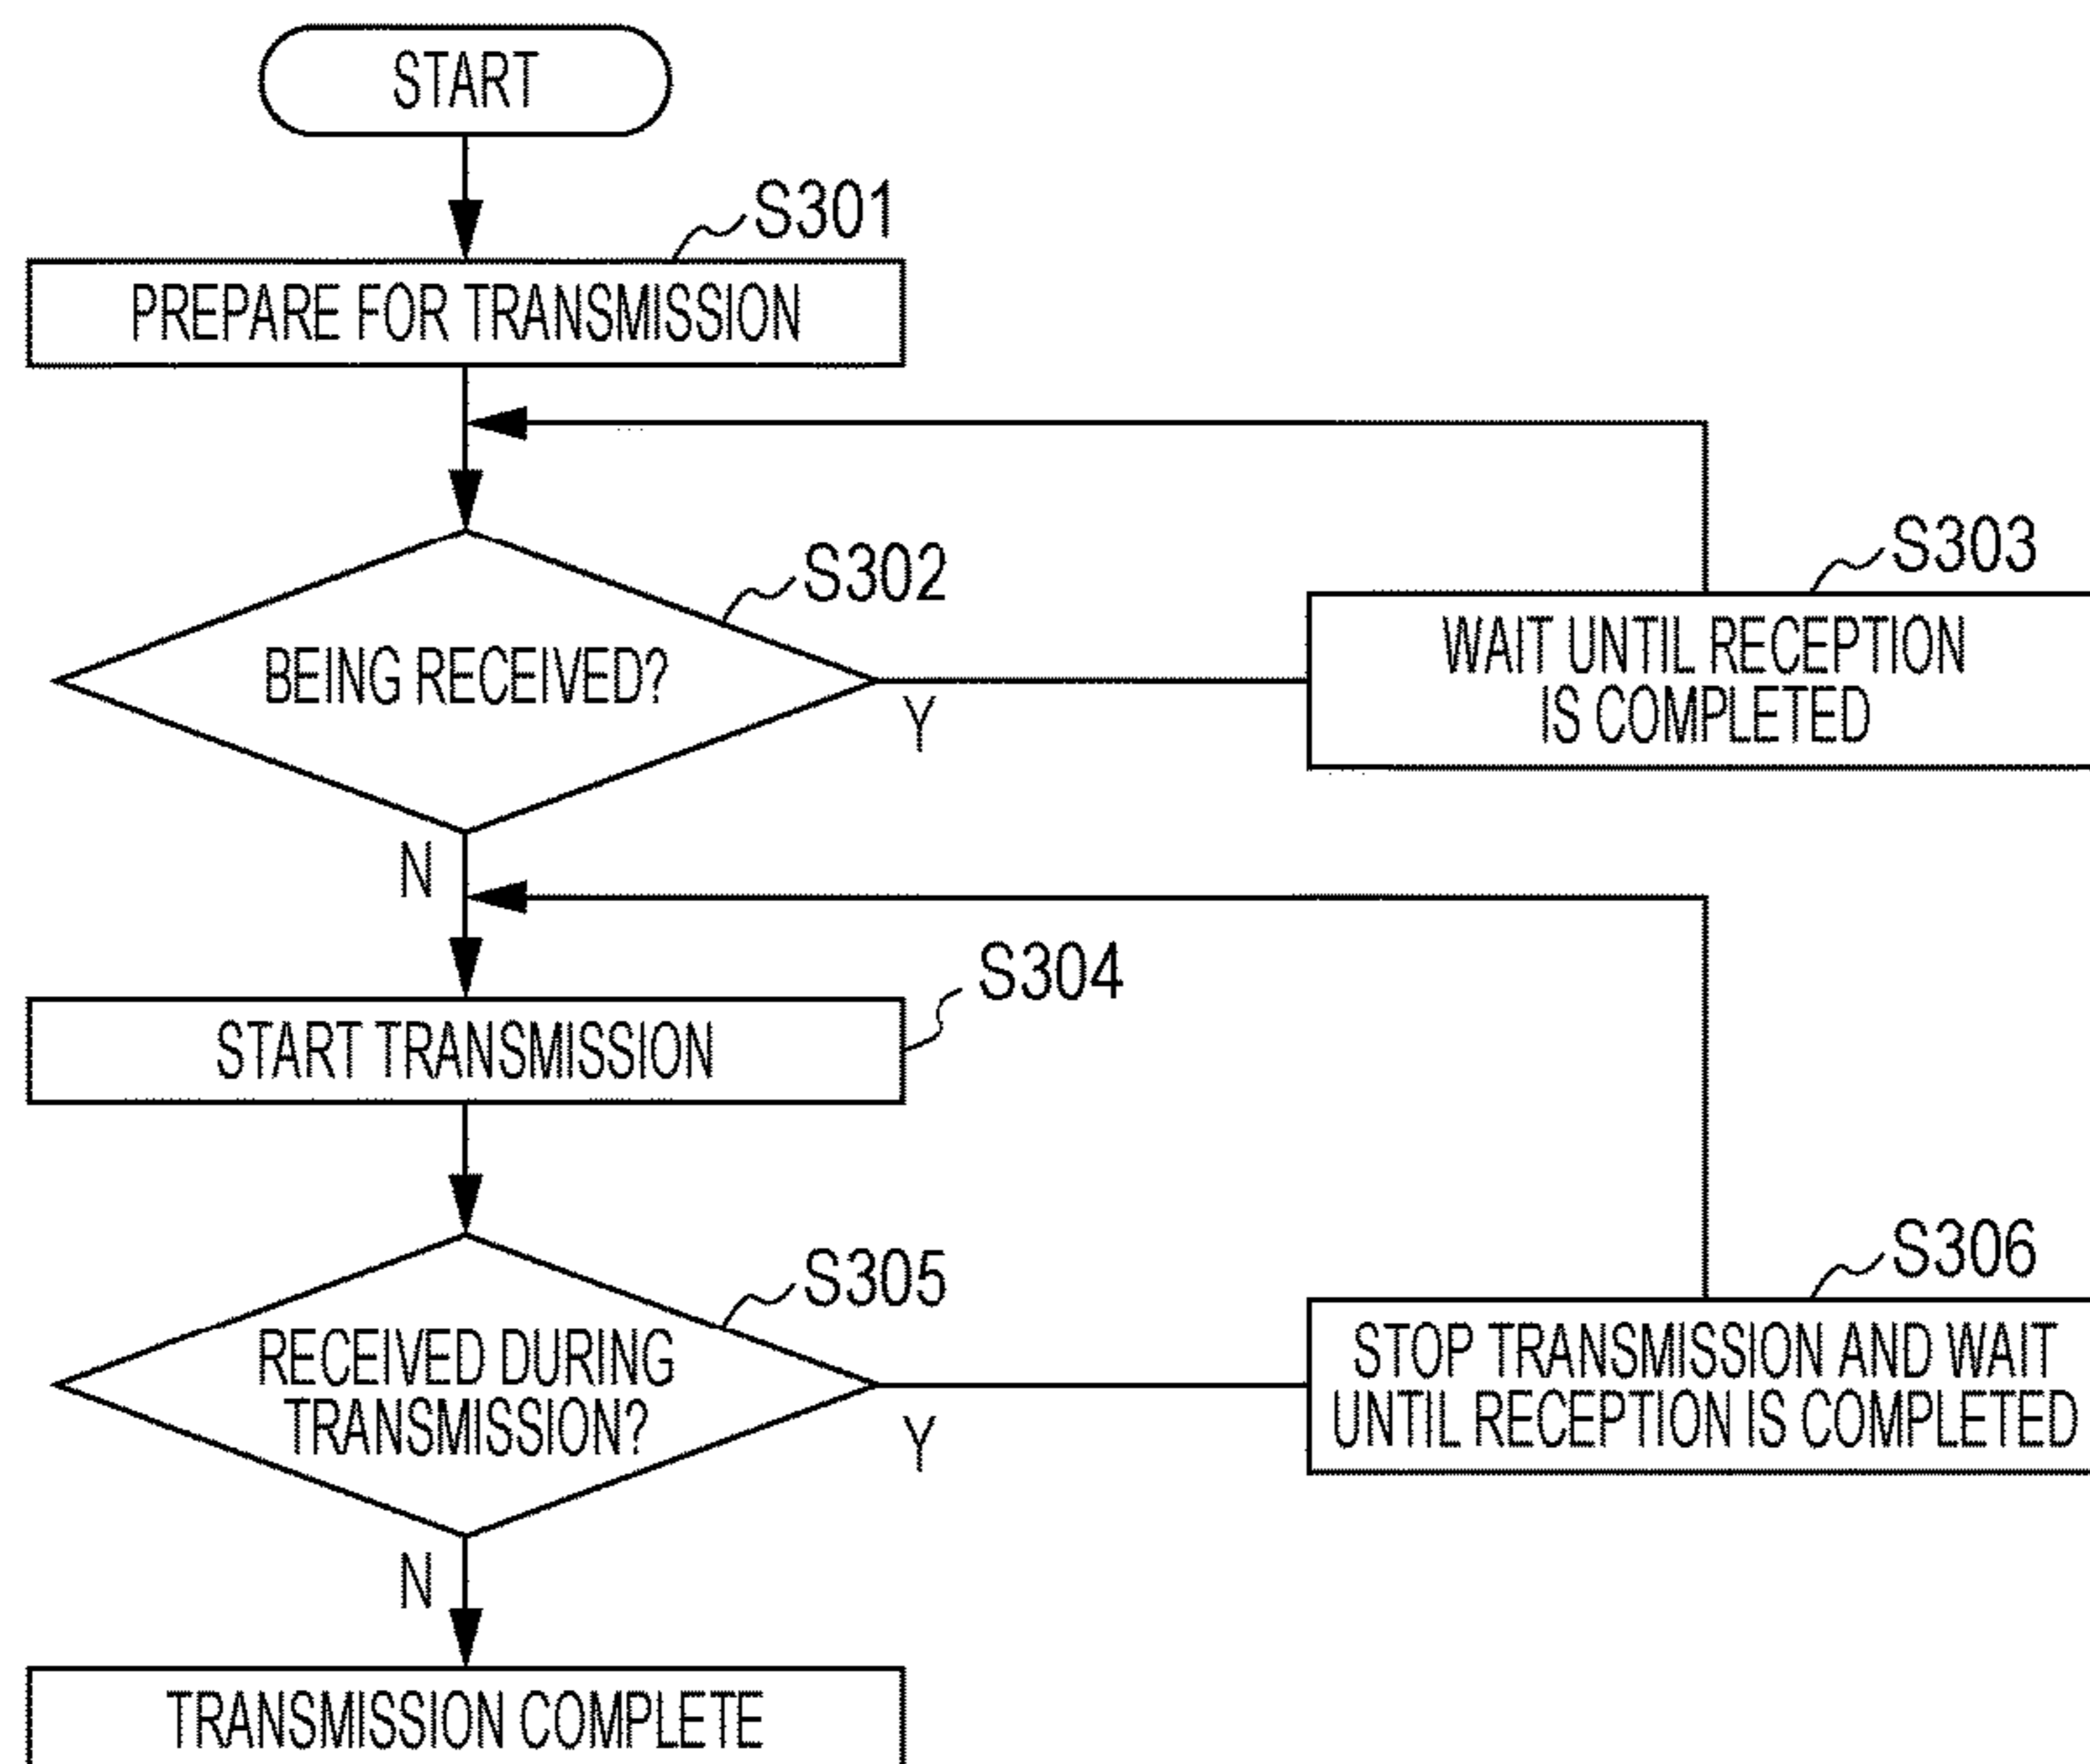 START
S301
PREPARE FOR TRANSMISSION
S302
BEING RECEIVED?
Y
S303
WAIT UNTIL RECEPTION
IS COMPLETED
N
S304
START TRANSMISSION
S305
RECEIVED DURING
TRANSMISSION?
Y
S306
STOP TRANSMISSION AND WAIT
UNTIL RECEPTION IS COMPLETED
N
TRANSMISSION COMPLETE